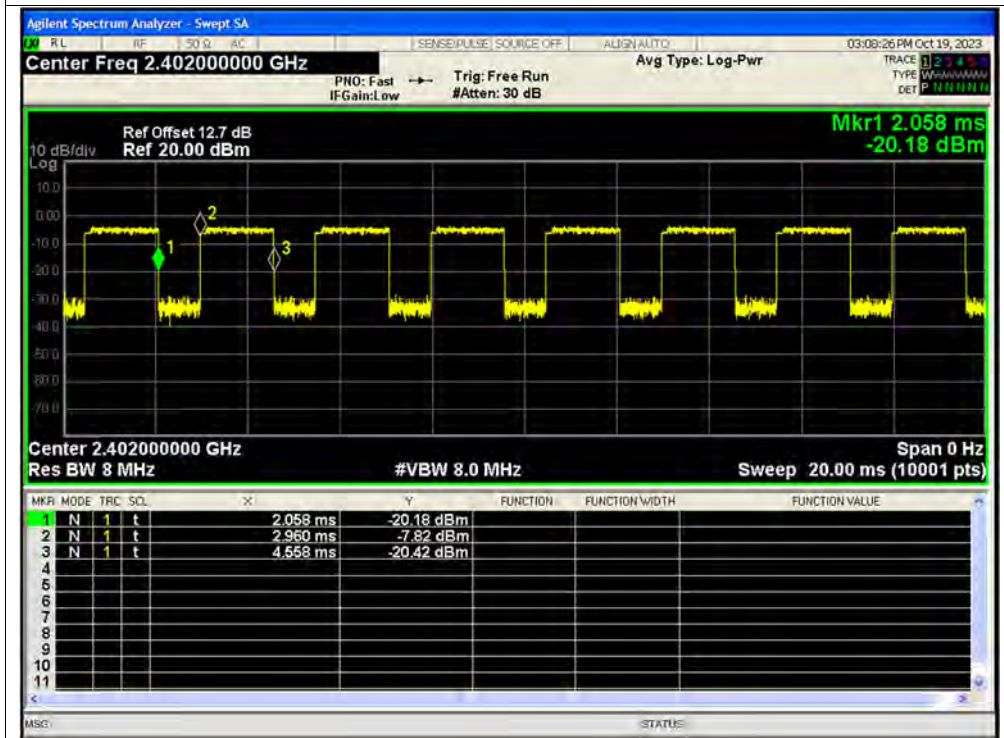 Agilent Spectrum Analyzer - Swept SA
RL RF 50 Ω AC SENSE:PULSE SOURCE OFF ALIGN AUTO 03:08:26 PM Oct 19, 2023
Center Freq 2.402000000 GHz Avg Type: Log-Pwr TRACE 1 2 3 4 5 6
PNO: Fast Trig: Free Run TYPE
IFGain:Low #Atten: 30 dB DET P N N N N N
Mkr1 2.058 ms
Ref Offset 12.7 dB
10 dB/div Ref 20.00 dBm -20.18 dBm
Log
10.0
0.00
2
-10.0
1
3
-20.0
-30.0
-40.0
-50.0
-60.0
-70.0
Center 2.402000000 GHz Span 0 Hz
Res BW 8 MHz #VBW 8.0 MHz Sweep 20.00 ms (10001 pts)
MKR MODE TRC SCL X Y FUNCTION FUNCTION WIDTH FUNCTION VALUE
1 N 1 t 2.058 ms -20.18 dBm
2 N 1 t 2.960 ms -7.82 dBm
3 N 1 t 4.558 ms -20.42 dBm
4
5
6
7
8
9
10
11
MSG STATUS